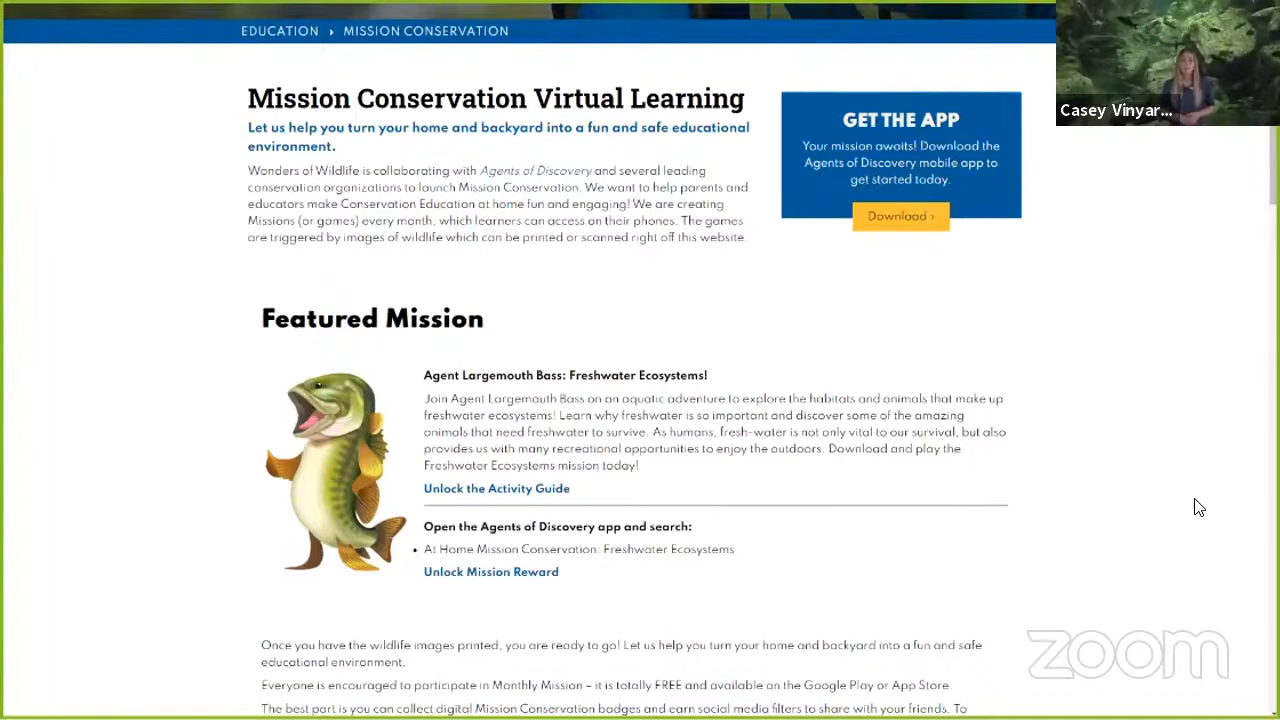 EDUCATION › MISSION CONSERVATION
Casey Vinyar...
Mission Conservation Virtual Learning
Let us help you turn your home and backyard into a fun and safe educational
environment.
Wonders of Wildlife is collaborating with Agents of Discovery and several leading
conservation organizations to launch Mission Conservation. We want to help parents and
educators make Conservation Education at home fun and engaging! We are creating
Missions (or games) every month, which learners can access on their phones. The games
are triggered by images of wildlife which can be printed or scanned right off this website.
GET THE APP
Your mission awaits! Download the
Agents of Discovery mobile app to
get started today.
Download ›
Featured Mission
Agent Largemouth Bass: Freshwater Ecosystems!
Join Agent Largemouth Bass on an aquatic adventure to explore the habitats and animals that make up
freshwater ecosystems! Learn why freshwater is so important and discover some of the amazing
animals that need freshwater to survive. As humans, fresh-water is not only vital to our survival, but also
provides us with many recreational opportunities to enjoy the outdoors. Download and play the
Freshwater Ecosystems mission today!
Unlock the Activity Guide
Open the Agents of Discovery app and search:
• At Home Mission Conservation: Freshwater Ecosystems
Unlock Mission Reward
Once you have the wildlife images printed, you are ready to go! Let us help you turn your home and backyard into a fun and safe
educational environment.
Everyone is encouraged to participate in Monthly Mission – it is totally FREE and available on the Google Play or App Store.
The best part is you can collect digital Mission Conservation badges and earn social media filters to share with your friends. To
zoom